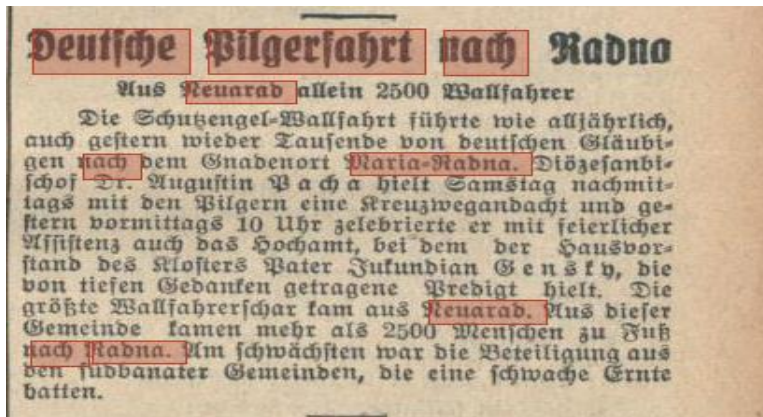 Deutsche Pilgerfahrt nach Radna
Aus Neuarad allein 2500 Wallfahrer
Die Schutzengel-Wallfahrt führte wie alljährlich,
auch gestern wieder Tausende von deutschen Gläubi-
gen nach dem Gnadenort Maria-Radna. Diözesanbi-
schof Dr. Augustin Pacha hielt Samstag nachmit-
tags mit den Pilgern eine Kreuzwegandacht und ge-
stern vormittags 10 Uhr zelebrierte er mit feierlicher
Assistenz auch das Hochamt, bei dem der Hausvor-
stand des Klosters Pater Jukundian Gensky, die
von tiefen Gedanken getragene Predigt hielt. Die
größte Wallfahrerschar kam aus Neuarad. Aus dieser
Gemeinde kamen mehr als 2500 Menschen zu Fuß
nach Radna. Am schwächsten war die Beteiligung aus
den südbanater Gemeinden, die eine schwache Ernte
hatten.